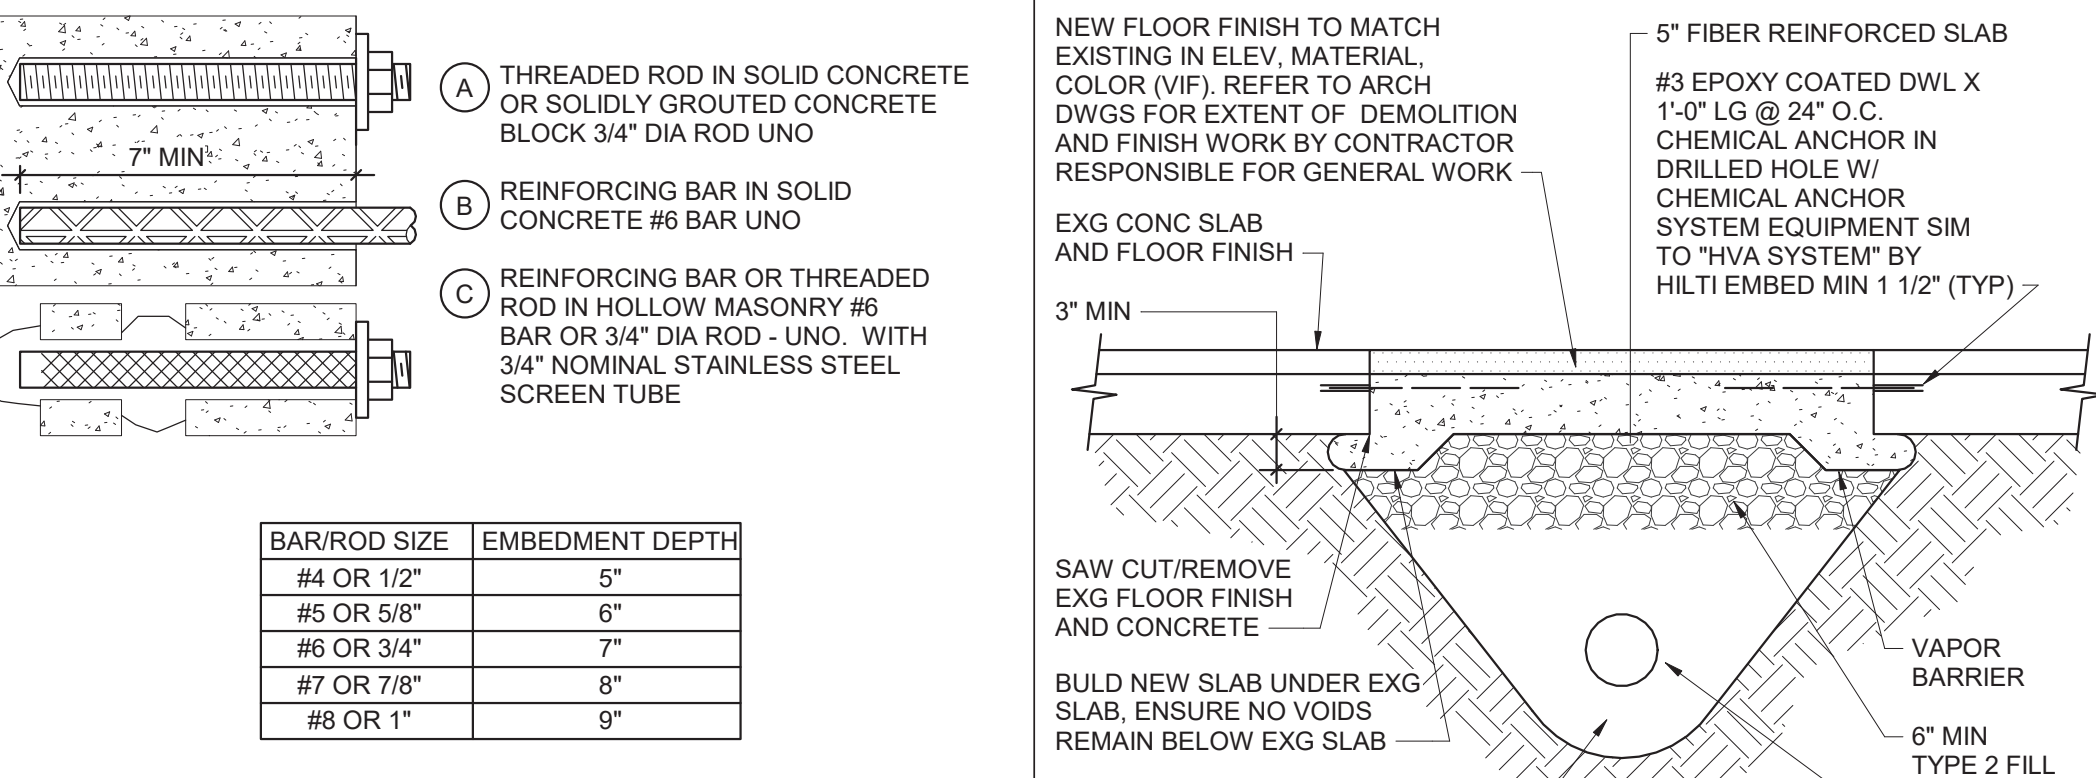 7" MIN
A
THREADED ROD IN SOLID CONCRETE
OR SOLIDLY GROUTED CONCRETE
BLOCK 3/4" DIA ROD UNO
B
REINFORCING BAR IN SOLID
CONCRETE #6 BAR UNO
C
REINFORCING BAR OR THREADED
ROD IN HOLLOW MASONRY #6
BAR OR 3/4" DIA ROD - UNO. WITH
3/4" NOMINAL STAINLESS STEEL
SCREEN TUBE
BAR/ROD SIZE EMBEDMENT DEPTH
#4 OR 1/2" 5"
#5 OR 5/8" 6"
#6 OR 3/4" 7"
#7 OR 7/8" 8"
#8 OR 1" 9"
NEW FLOOR FINISH TO MATCH
EXISTING IN ELEV, MATERIAL,
COLOR (VIF). REFER TO ARCH
DWGS FOR EXTENT OF DEMOLITION
AND FINISH WORK BY CONTRACTOR
RESPONSIBLE FOR GENERAL WORK
EXG CONC SLAB
AND FLOOR FINISH
3" MIN
5" FIBER REINFORCED SLAB
#3 EPOXY COATED DWL X
1'-0" LG @ 24" O.C.
CHEMICAL ANCHOR IN
DRILLED HOLE W/
CHEMICAL ANCHOR
SYSTEM EQUIPMENT SIM
TO "HVA SYSTEM" BY
HILTI EMBED MIN 1 1/2" (TYP)
SAW CUT/REMOVE
EXG FLOOR FINISH
AND CONCRETE
BULD NEW SLAB UNDER EXG
SLAB, ENSURE NO VOIDS
REMAIN BELOW EXG SLAB
VAPOR
BARRIER
6" MIN
TYPE 2 FILL